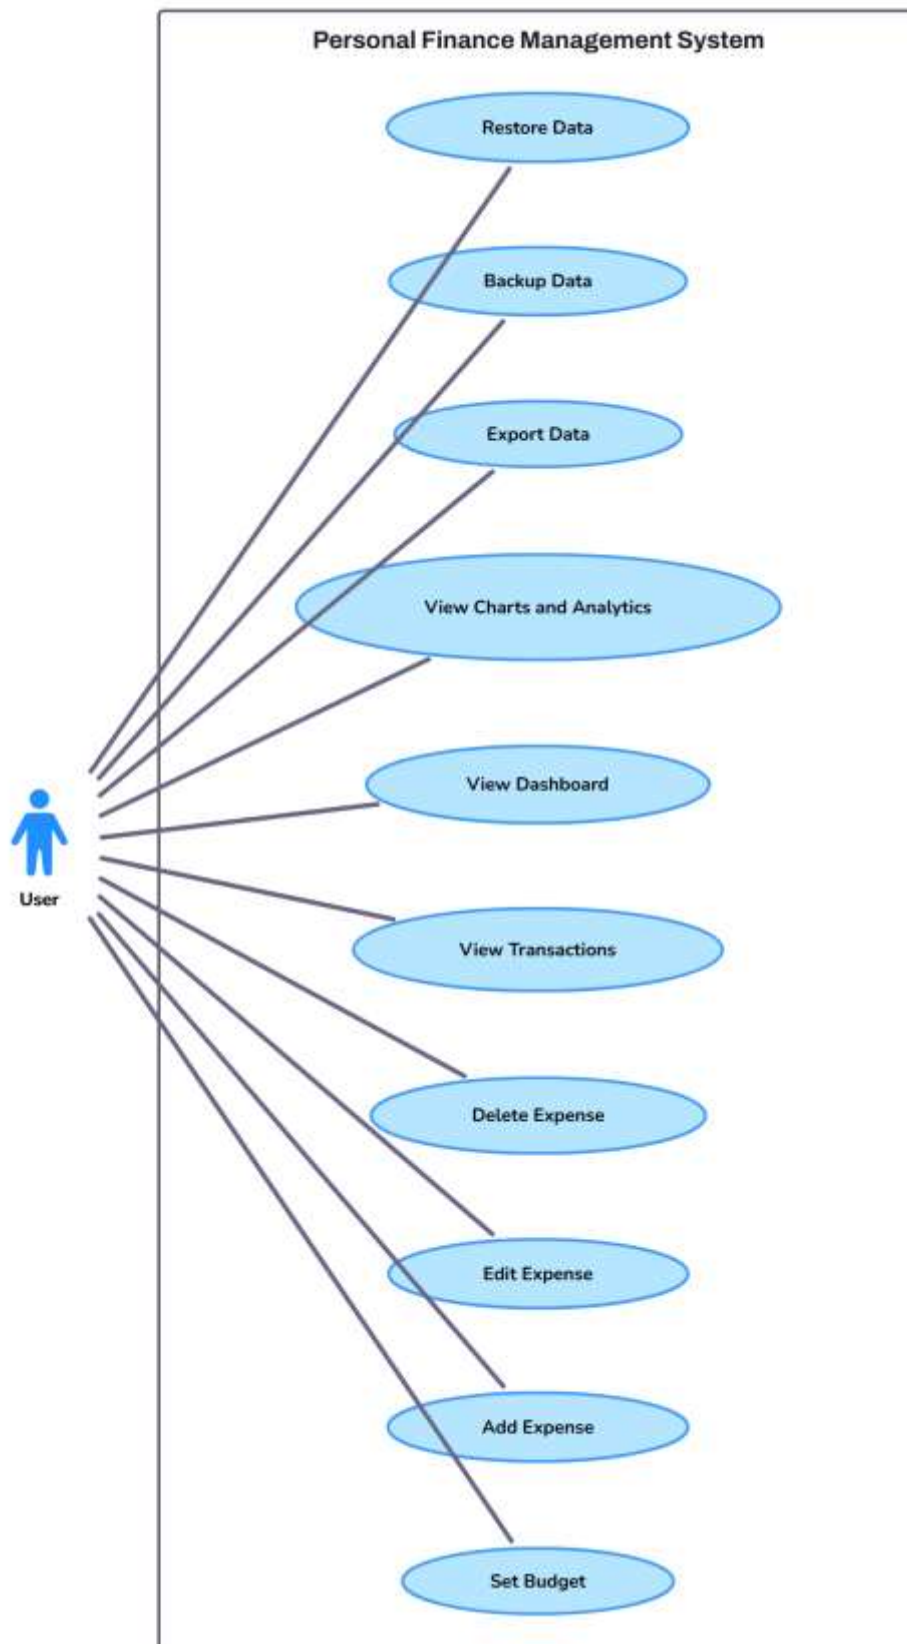 Personal Finance Management System
Restore Data
Backup Data
Export Data
View Charts and Analytics
View Dashboard
User
View Transactions
Delete Expense
Edit Expense
Add Expense
Set Budget